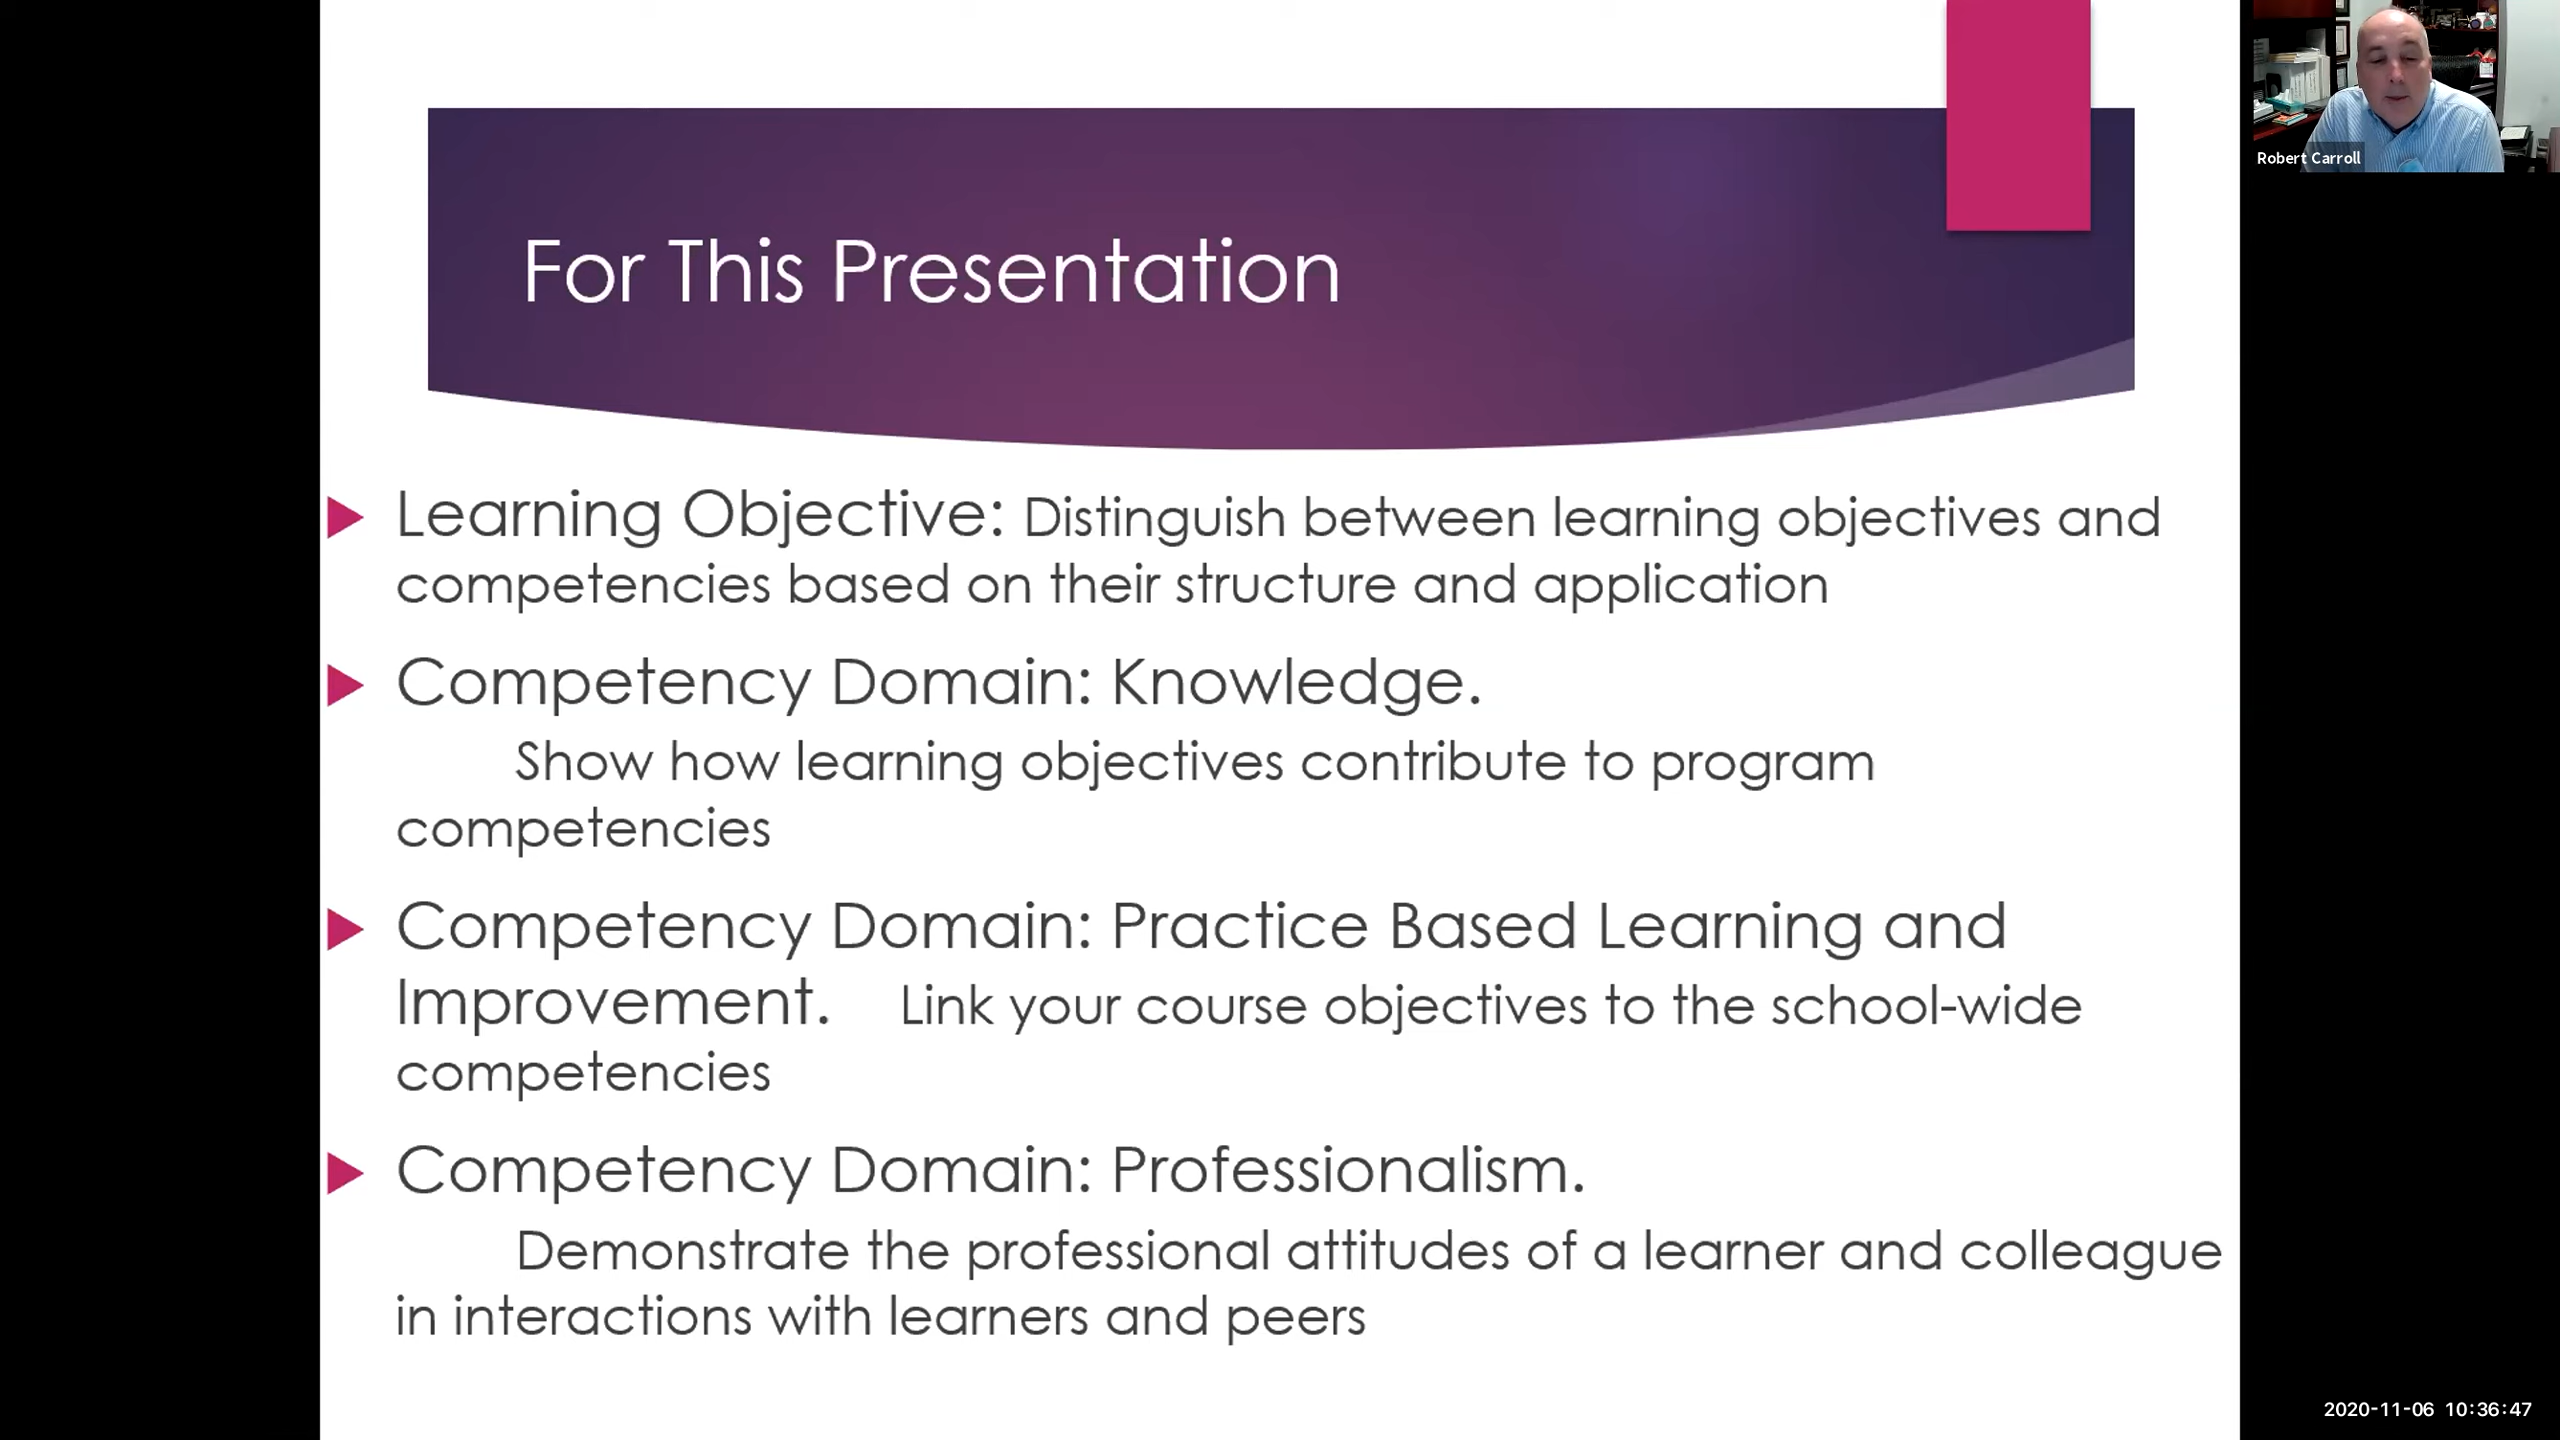 For This Presentation
Robert Carroll
Learning Objective: Distinguish between learning objectives and
competencies based on their structure and application
Competency Domain: Knowledge.
Show how learning objectives contribute to program
competencies
Competency Domain: Practice Based Learning and
Improvement. Link your course objectives to the school-wide
competencies
Competency Domain: Professionalism.
Demonstrate the professional attitudes of a learner and colleague
in interactions with learners and peers
2020-11-06 10:36:47